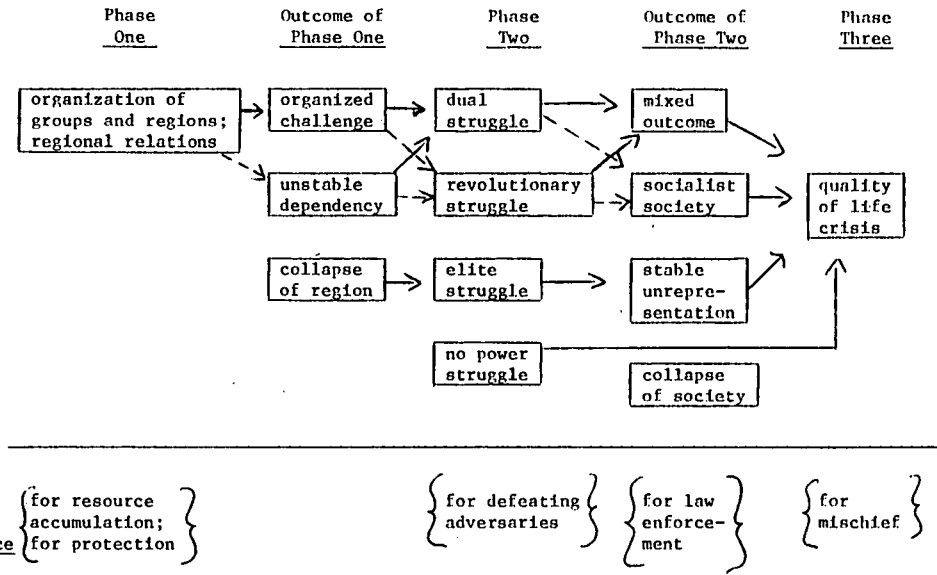 Phase
One
Outcome of
Phase One
Phase
Two
Outcome of
Phase Two
Phase
Three
organization of
groups and regions;
regional relations
organized
challenge
dual
struggle
mixed
outcome
unstable
dependency
revolutionary
struggle
socialist
society
quality
of life
crisis
collapse
of region
elite
struggle
stable
unrepre-
sentation
no power
struggle
collapse
of society
for resource
accumulation;
for protection
for defeating
adversaries
for law
enforce-
ment
for
mischief